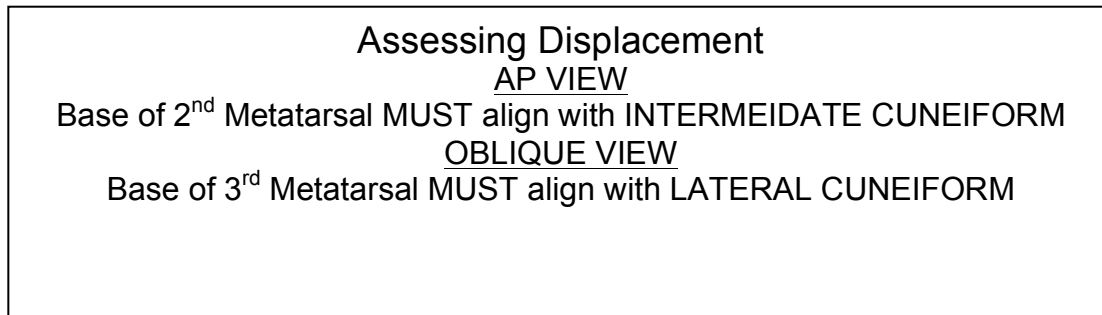 Assessing Displacement
AP VIEW
Base of 2nd Metatarsal MUST align with INTERMEIDATE CUNEIFORM
OBLIQUE VIEW
Base of 3rd Metatarsal MUST align with LATERAL CUNEIFORM